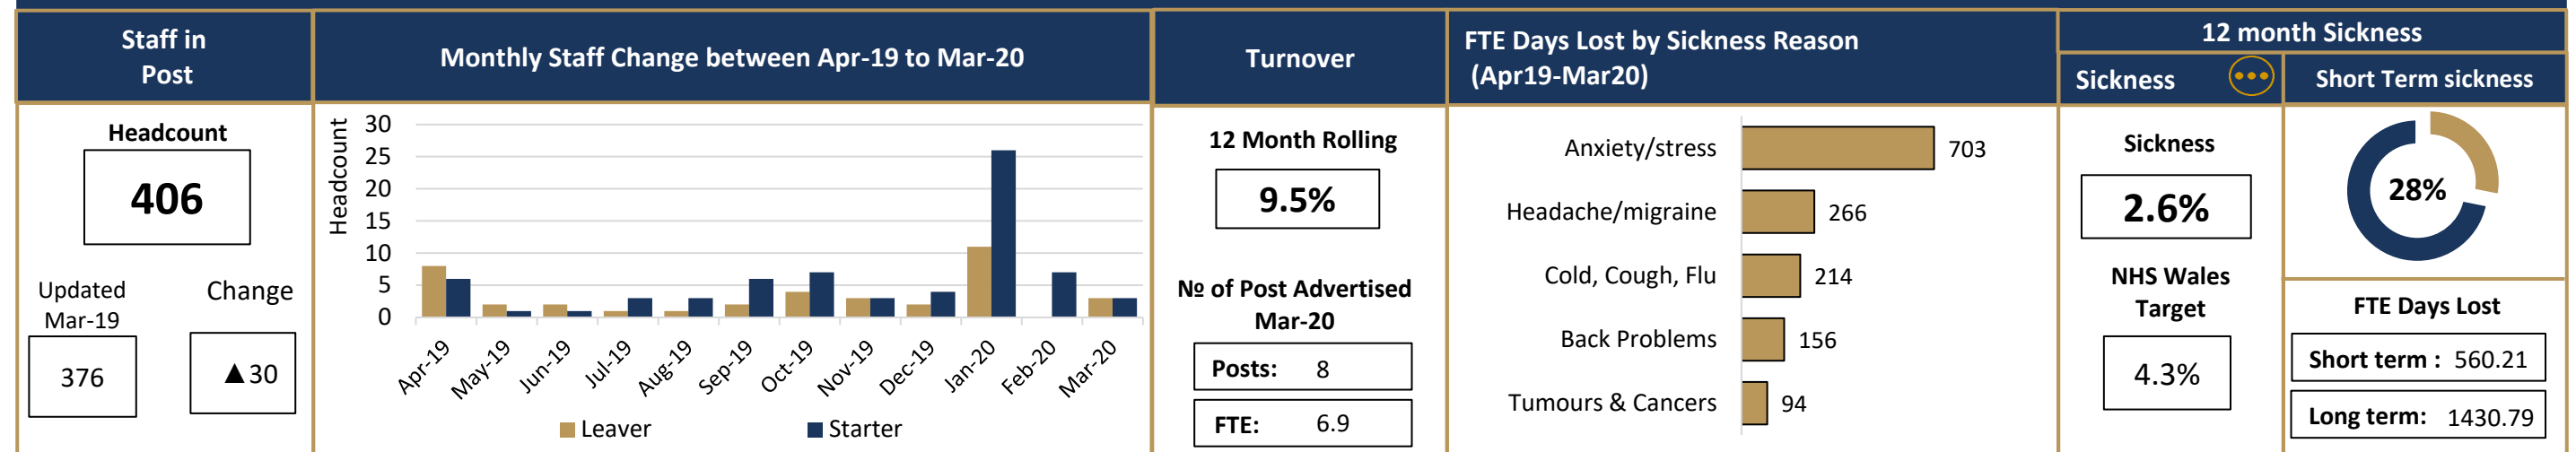 Staff in
Post
Headcount
406
Updated
Mar-19
Change
376
▲30
Monthly Staff Change between Apr-19 to Mar-20
Headcount
30
25
20
15
10
5
0
Apr-19
May-19
Jun-19
Jul-19
Aug-19
Sep-19
Oct-19
Nov-19
Dec-19
Jan-20
Feb-20
Mar-20
Leaver
Starter
Turnover
12 Month Rolling
9.5%
№ of Post Advertised
Mar-20
Posts: 8
FTE: 6.9
FTE Days Lost by Sickness Reason
(Apr19-Mar20)
Anxiety/stress 703
Headache/migraine 266
Cold, Cough, Flu 214
Back Problems 156
Tumours & Cancers 94
12 month Sickness
Sickness
Sickness
2.6%
NHS Wales
Target
4.3%
Short Term sickness
28%
FTE Days Lost
Short term : 560.21
Long term: 1430.79